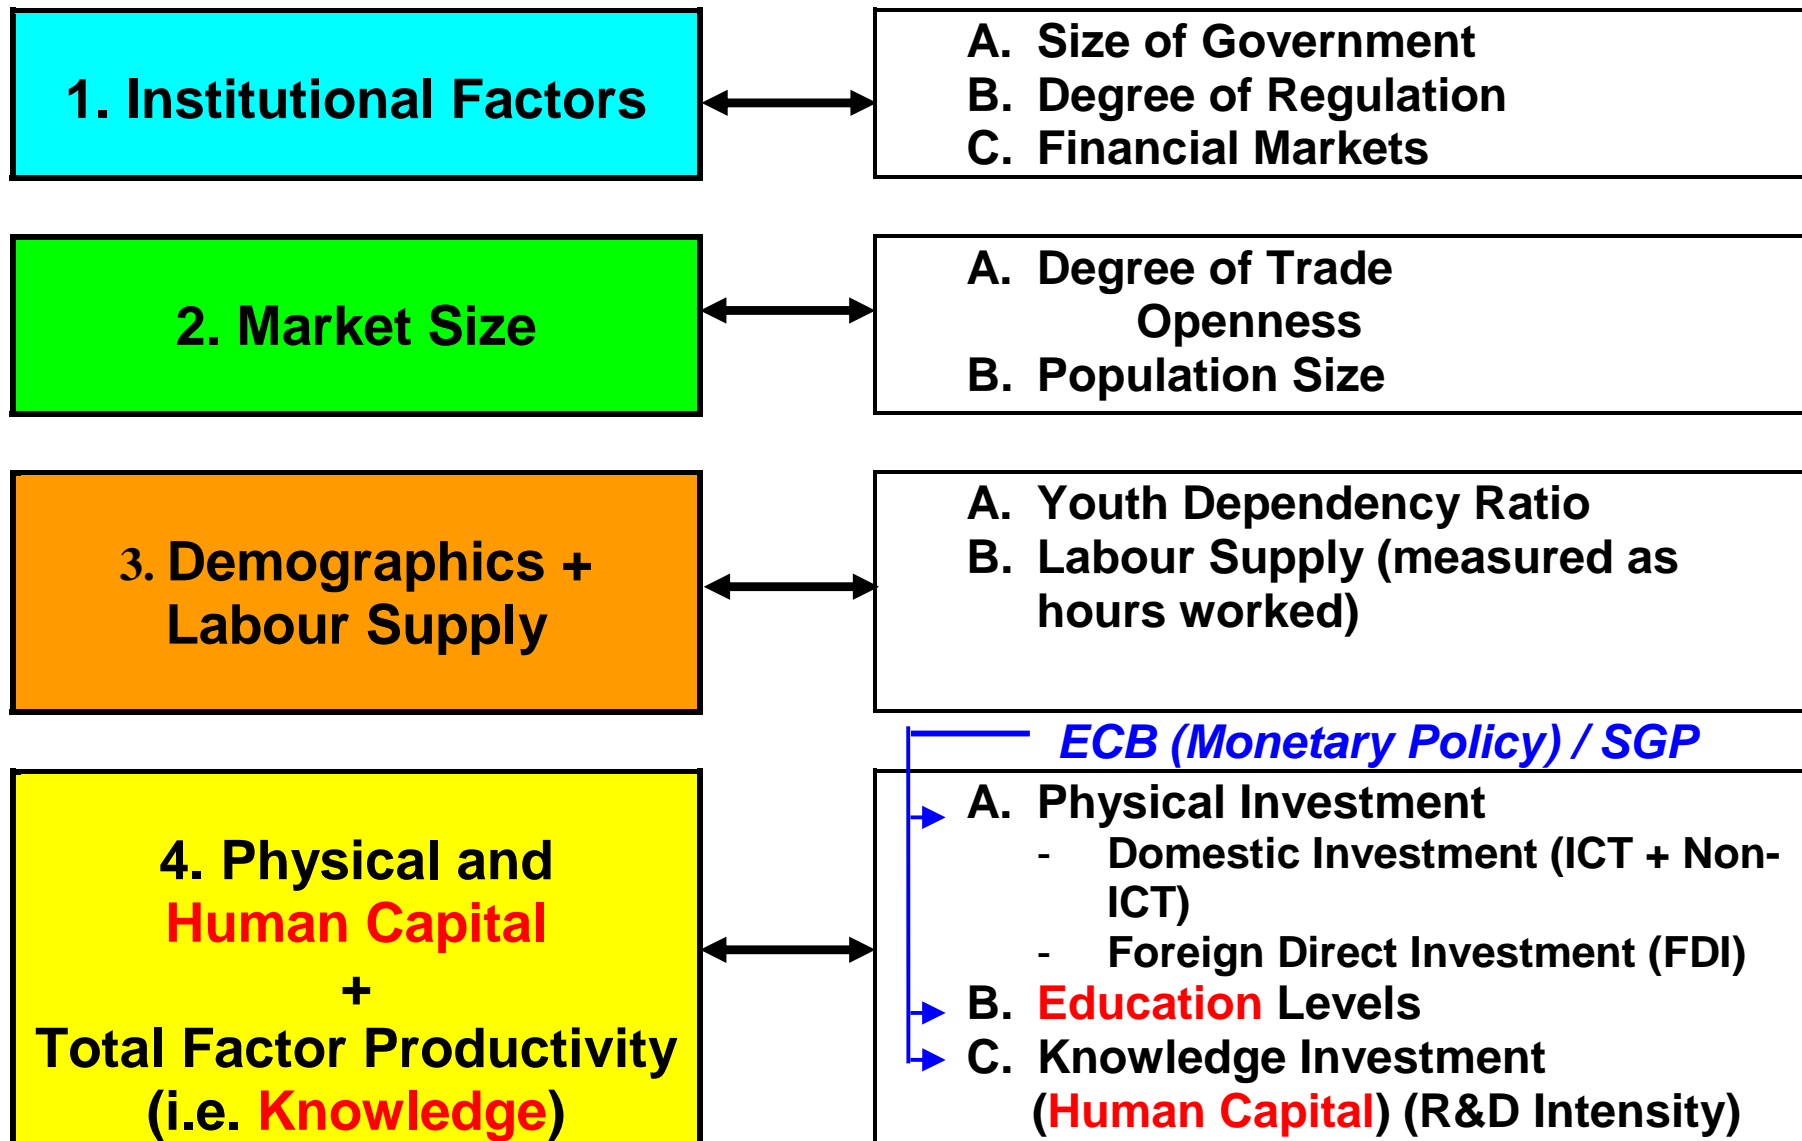 1. Institutional Factors
A. Size of Government
B. Degree of Regulation
C. Financial Markets
2. Market Size
A. Degree of Trade
Openness
B. Population Size
3. Demographics +
Labour Supply
A. Youth Dependency Ratio
B. Labour Supply (measured as
hours worked)
ECB (Monetary Policy) / SGP
4. Physical and
Human Capital
+
Total Factor Productivity
(i.e. Knowledge)
A. Physical Investment
- Domestic Investment (ICT + Non-
ICT)
- Foreign Direct Investment (FDI)
B. Education Levels
C. Knowledge Investment
(Human Capital) (R&D Intensity)